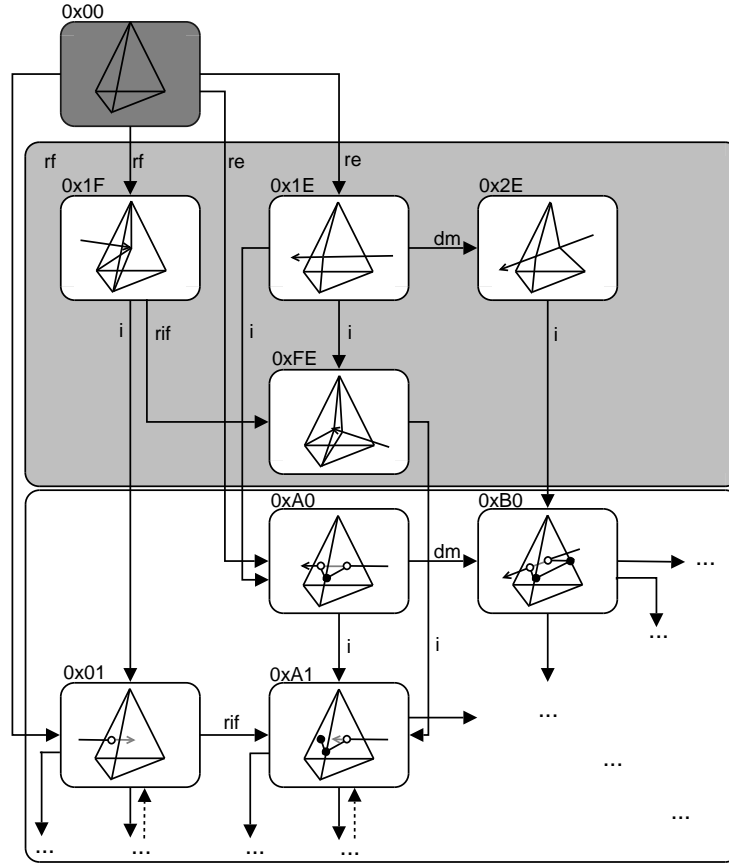 0x00
rf rf re re
0x1F 0x1E 0x2E
dm
i rif i i i
0xFE
0xA0 0xB0
dm
...
...
i i
0x01 0xA1
rif
...
...
...
... ... ... ...